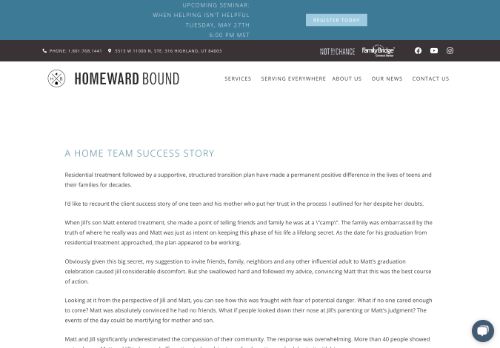 UPCOMING SEMINAR:
WHEN HELPING ISN'T HELPFUL
TUESDAY, MAY 27TH
6:00 PM MST
REGISTER TODAY
PHONE: 1.801.768.1441
5513 W 11000 N, STE. 316 HIGHLAND, UT 84003
NOT BY CHANCE
FamilyBridge
HOMEWARD BOUND
SERVICES
SERVING EVERYWHERE
ABOUT US
OUR NEWS
CONTACT US
A HOME TEAM SUCCESS STORY
Residential treatment followed by a supportive, structured transition plan have made a permanent positive difference in the lives of teens and
their families for decades.
I'd like to recount the client success story of one teen and his mother who put her trust in the process I outlined for her despite her doubts.
When Jill's son Matt entered treatment, she made a point of telling friends and family he was at a \"camp\". The family was embarrassed by the
truth of where he really was and Matt was just as intent on keeping this phase of his life a lifelong secret. As the date for his graduation from
residential treatment approached, the plan appeared to be working.
Obviously given this big secret, my suggestion to invite friends, family, neighbors and any other influential adult to Matt's graduation
celebration caused Jill considerable discomfort. But she swallowed hard and followed my advice, convincing Matt that this was the best course
of action.
Looking at it from the perspective of Jill and Matt, you can see how this was fraught with fear of potential danger. What if no one cared enough
to come? Matt was absolutely convinced he had no friends. What if people looked down their nose at Jill's parenting or Matt's judgment? The
events of the day could be mortifying for mother and son.
Matt and Jill significantly underestimated the compassion of their community. The response was overwhelming. More than 40 people showed